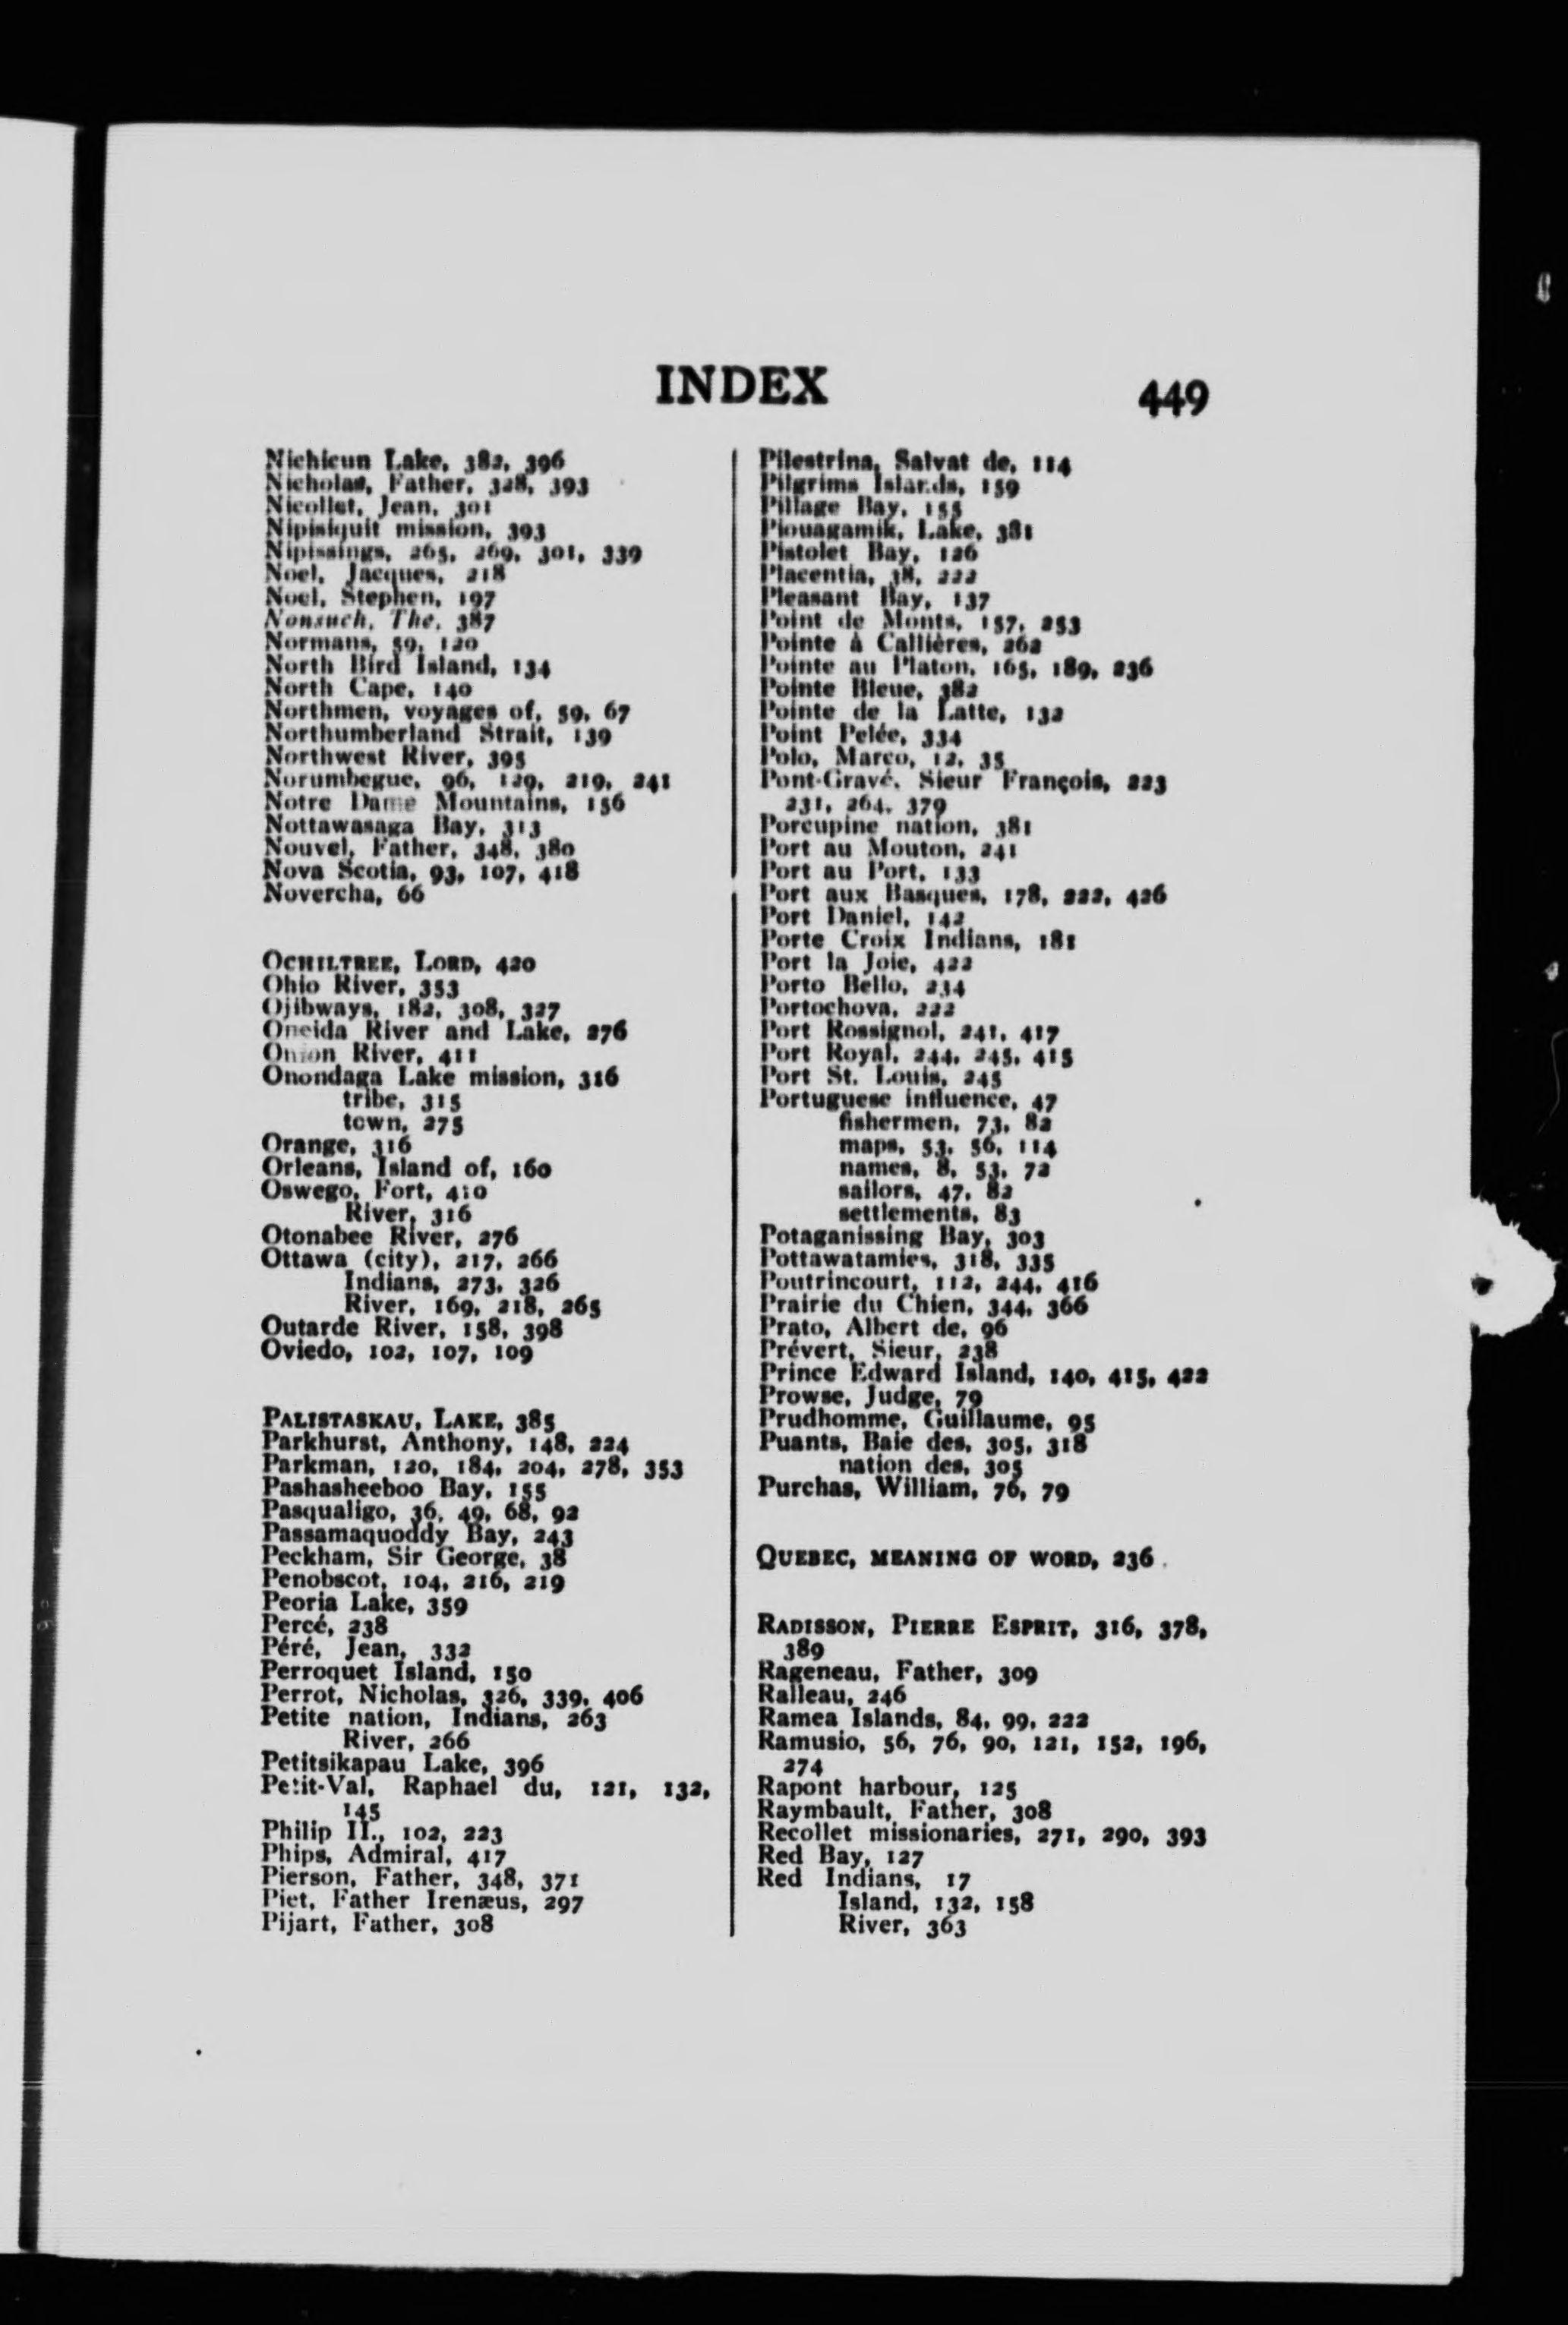 INDEX 449
Nichicun Lake, 382, 396
Nicholas, Father, 328, 393
Nicollet, Jean, 301
Nipisiquit mission, 393
Nipissings, 265, 269, 301, 339
Noel, Jacques, 218
Noel, Stephen, 197
Nonsuch, The, 387
Normans, 59, 120
North Bird Island, 134
North Cape, 140
Northmen, voyages of, 59, 67
Northumberland Strait, 139
Northwest River, 395
Norumbegue, 96, 129, 219, 241
Notre Dame Mountains, 156
Nottawasaga Bay, 313
Nouvel, Father, 348, 380
Nova Scotia, 93, 107, 418
Novercha, 66
OCHILTREE, LORD, 420
Ohio River, 353
Ojibways, 182, 308, 327
Oneida River and Lake, 276
Onion River, 411
Onondaga Lake mission, 316
tribe, 315
town, 275
Orange, 316
Orleans, Island of, 160
Oswego, Fort, 410
River, 316
Otonabee River, 276
Ottawa (city), 217, 266
Indians, 273, 326
River, 169, 218, 265
Outarde River, 158, 398
Oviedo, 102, 107, 109
PALISTASKAU, LAKE, 385
Parkhurst, Anthony, 148, 224
Parkman, 120, 184, 204, 278, 353
Pashasheeboo Bay, 155
Pasqualigo, 36, 49, 68, 92
Passamaquoddy Bay, 243
Peckham, Sir George, 38
Penobscot, 104, 216, 219
Peoria Lake, 359
Percé, 238
Péré, Jean, 332
Perroquet Island, 150
Perrot, Nicholas, 326, 339, 406
Petite nation, Indians, 263
River, 266
Petitsikapau Lake, 396
Petit-Val, Raphael du, 121, 132,
145
Philip II., 102, 223
Phips, Admiral, 417
Pierson, Father, 348, 371
Piet, Father Irenæus, 297
Pijart, Father, 308
Pilestrina, Salvat de, 114
Pilgrims Islands, 159
Pillage Bay, 155
Piouagamik, Lake, 381
Pistolet Bay, 126
Placentia, 38, 222
Pleasant Bay, 137
Point de Monts, 157, 253
Pointe à Callières, 262
Pointe au Platon, 165, 189, 236
Pointe Bleue, 382
Pointe de la Latte, 132
Point Pelée, 334
Polo, Marco, 12, 35
Pont-Gravé, Sieur François, 223
231, 264, 379
Porcupine nation, 381
Port au Mouton, 241
Port au Port, 133
Port aux Basques, 178, 222, 426
Port Daniel, 142
Porte Croix Indians, 181
Port la Joie, 422
Porto Bello, 234
Portochova, 222
Port Rossignol, 241, 417
Port Royal, 244, 245, 415
Port St. Louis, 245
Portuguese influence, 47
fishermen, 73, 82
maps, 53, 56, 114
names, 8, 53, 72
sailors, 47, 82
settlements, 83
Potaganissing Bay, 303
Pottawatamies, 318, 335
Poutrincourt, 112, 244, 416
Prairie du Chien, 344, 366
Prato, Albert de, 96
Prévert, Sieur, 238
Prince Edward Island, 140, 415, 422
Prowse, Judge, 79
Prudhomme, Guillaume, 95
Puants, Baie des, 305, 318
nation des, 305
Purchas, William, 76, 79
QUEBEC, MEANING OF WORD, 236
RADISSON, PIERRE ESPRIT, 316, 378,
389
Rageneau, Father, 309
Ralleau, 246
Ramea Islands, 84, 99, 222
Ramusio, 56, 76, 90, 121, 152, 196,
274
Rapont harbour, 125
Raymbault, Father, 308
Recollet missionaries, 271, 290, 393
Red Bay, 127
Red Indians, 17
Island, 132, 158
River, 363